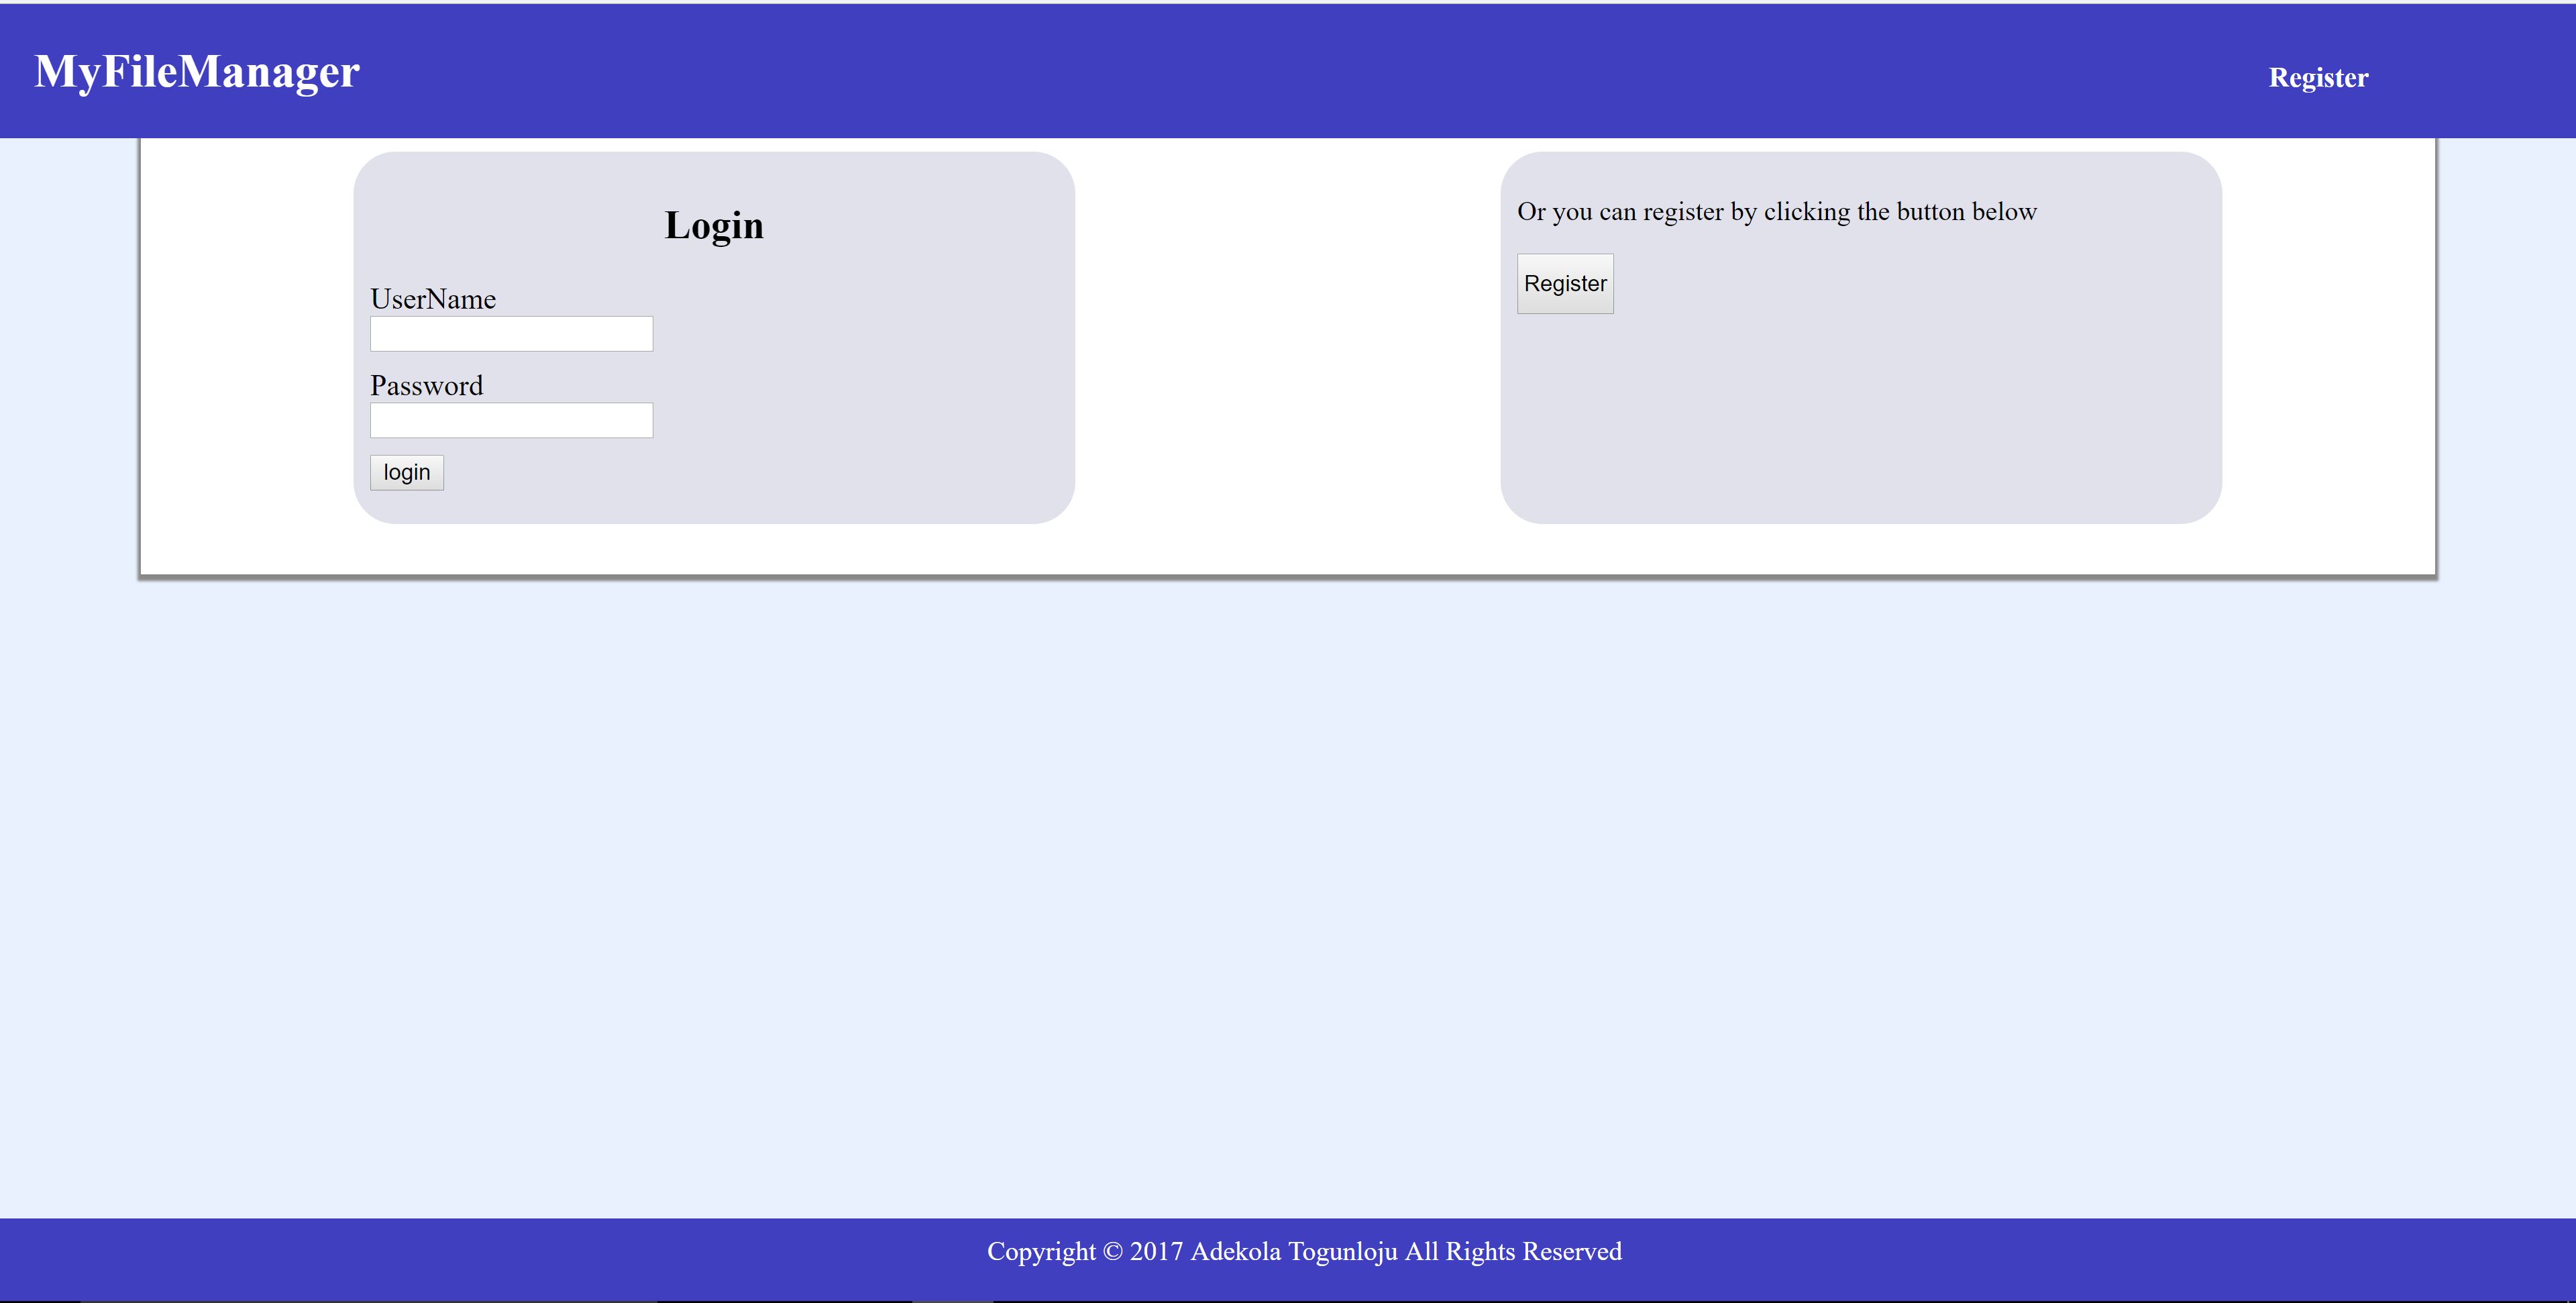 MyFileManager
Register
Login
UserName
Password
login
Or you can register by clicking the button below
Register
Copyright © 2017 Adekola Togunloju All Rights Reserved